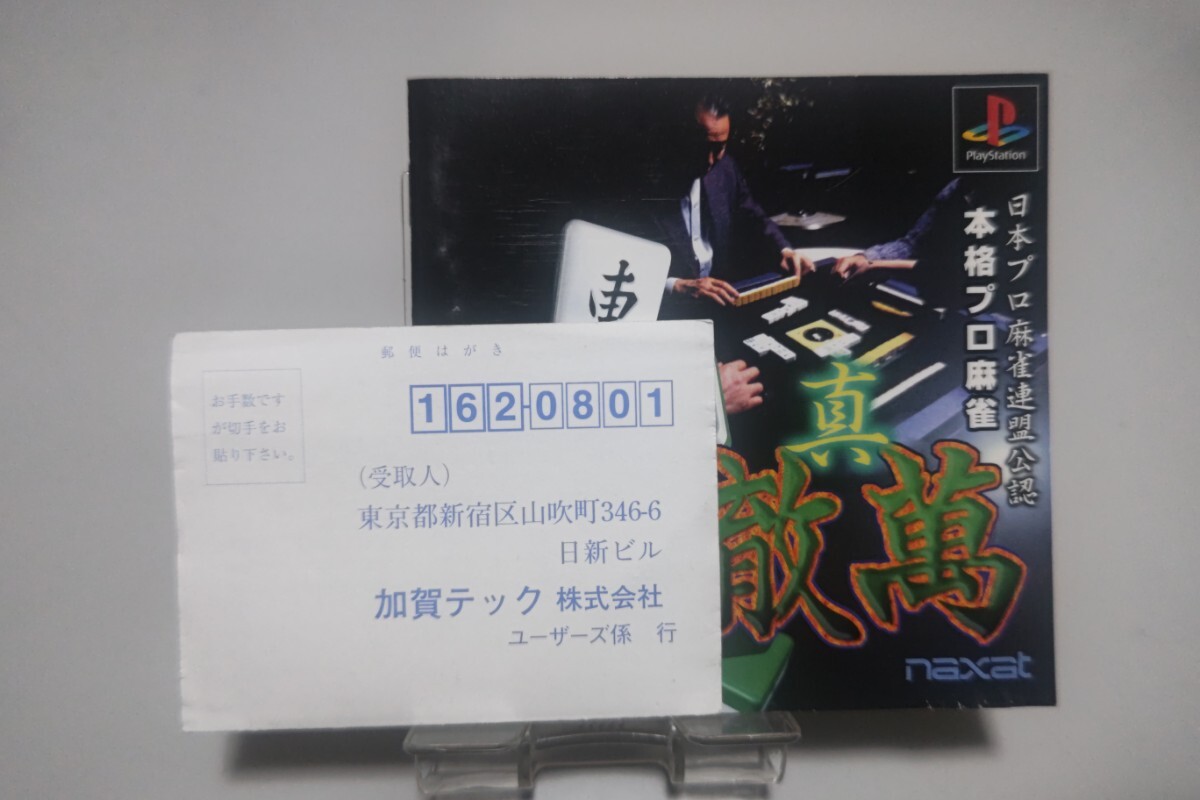 郵便はがき
お手数です
が切手をお
貼り下さい。
162-0801
(受取人)
東京都新宿区山吹町346-6
日新ビル
加賀テック 株式会社
ユーザーズ係 行
PlayStation
日本プロ麻雀連盟公認
本格プロ麻雀
真
萬
東
naxat